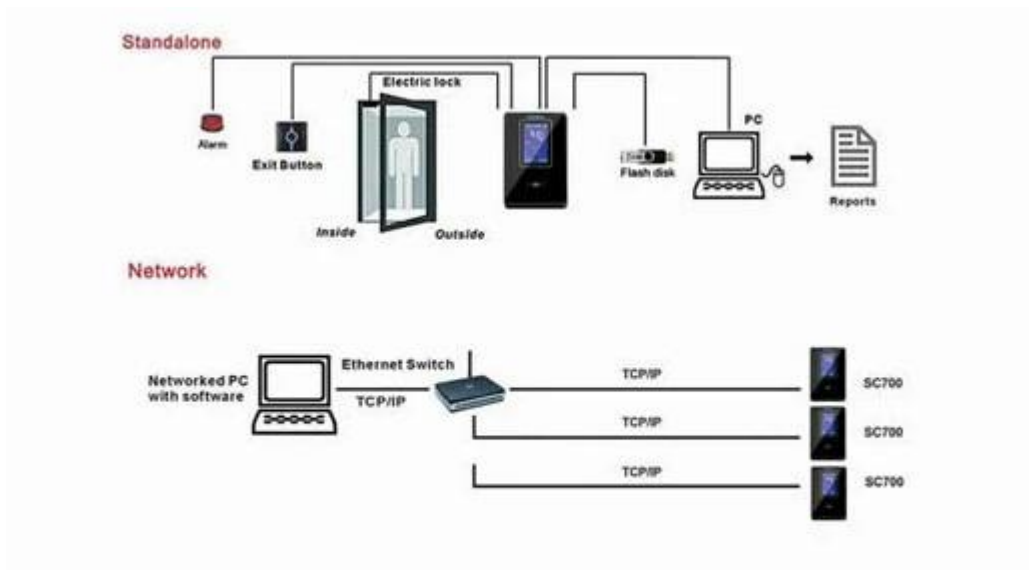 Standalone
Electric lock
PC
Alarm
Exit Button
Flash disk
Reports
Inside
Outside
Network
Ethernet Switch
TCP/IP
Networked PC
with software
TCP/IP
SC700
TCP/IP
SC700
TCP/IP
SC700